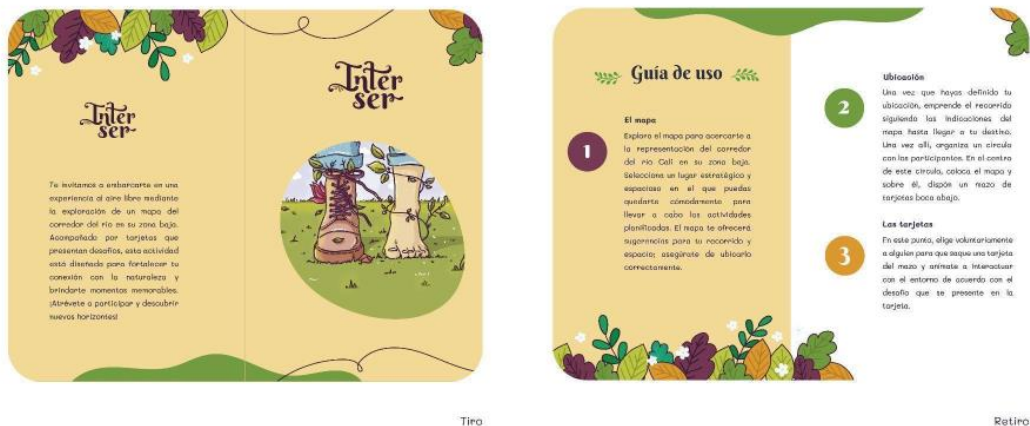 Inter
ser
Te invitamos a embarcarte en una
experiencia al aire libre mediante
la exploración de un mapa del
corredor del río en su zona baja.
Acompañado por tarjetas que
presentan desafíos, esta actividad
está diseñada para fortalecer tu
conexión con la naturaleza y
brindarte momentos memorables.
¡Atrévete a participar y descubrir
nuevos horizontes!
Inter
ser
Tiro
Guía de uso
1
El mapa
Explora el mapa para acercarte a
la representación del corredor
del río Cali en su zona baja.
Selecciona un lugar estratégico y
espacioso en el que puedas
quedarte cómodamente para
llevar a cabo las actividades
planificadas. El mapa te ofrecerá
sugerencias para tu recorrido y
espacio; asegúrate de ubicarlo
correctamente.
2
Ubicación
Una vez que hayas definido tu
ubicación, emprende el recorrido
siguiendo las indicaciones del
mapa hasta llegar a tu destino.
Una vez allí, organiza un círculo
con los participantes. En el centro
de este círculo, coloca el mapa y
sobre él, dispón un mazo de
tarjetas boca abajo.
3
Las tarjetas
En este punto, elige voluntariamente
a alguien para que saque una tarjeta
del mazo y anímate a interactuar
con el entorno de acuerdo con el
desafío que se presente en la
tarjeta.
Retiro